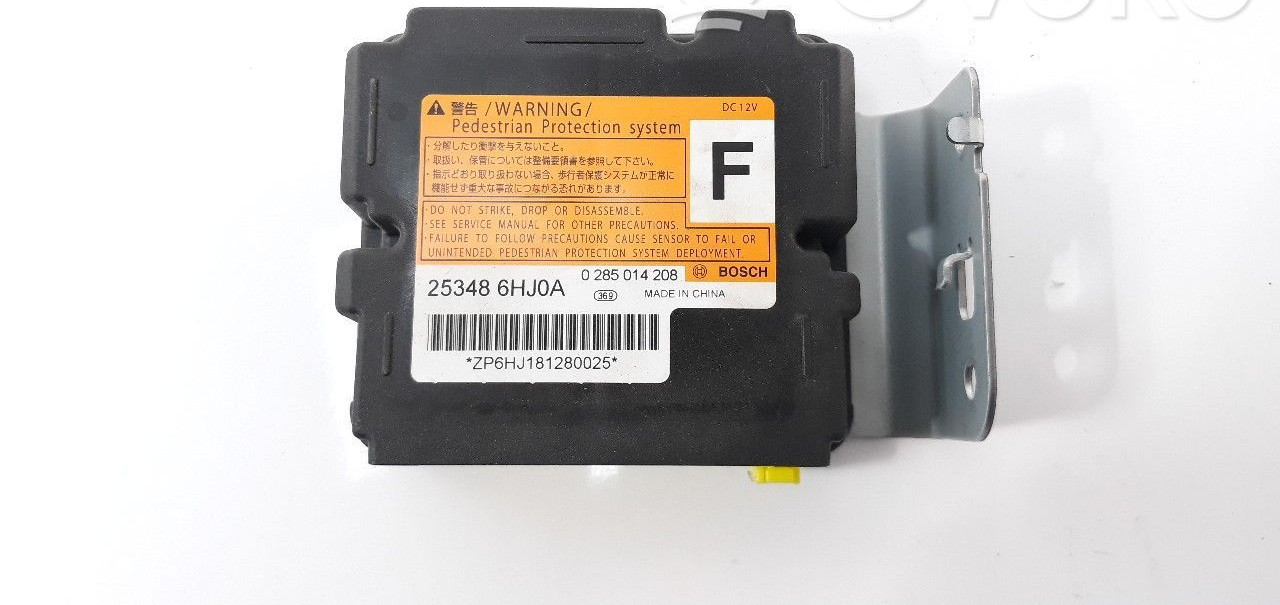 警告 /WARNING/ DC 12V
Pedestrian Protection system
F
・分解したり衝撃を与えないこと。
・取扱い、保管については整備要領書を参照して下さい。
・指示どおり取り扱わない場合、歩行者保護システムが正常に
機能せず重大な事故につながる恐れがあります。
・DO NOT STRIKE, DROP OR DISASSEMBLE.
・SEE SERVICE MANUAL FOR OTHER PRECAUTIONS.
・FAILURE TO FOLLOW PRECAUTIONS CAUSE SENSOR TO FAIL OR
UNINTENDED PEDESTRIAN PROTECTION SYSTEM DEPLOYMENT.
0 285 014 208 BOSCH
25348 6HJ0A 369 MADE IN CHINA
*ZP6HJ181280025*